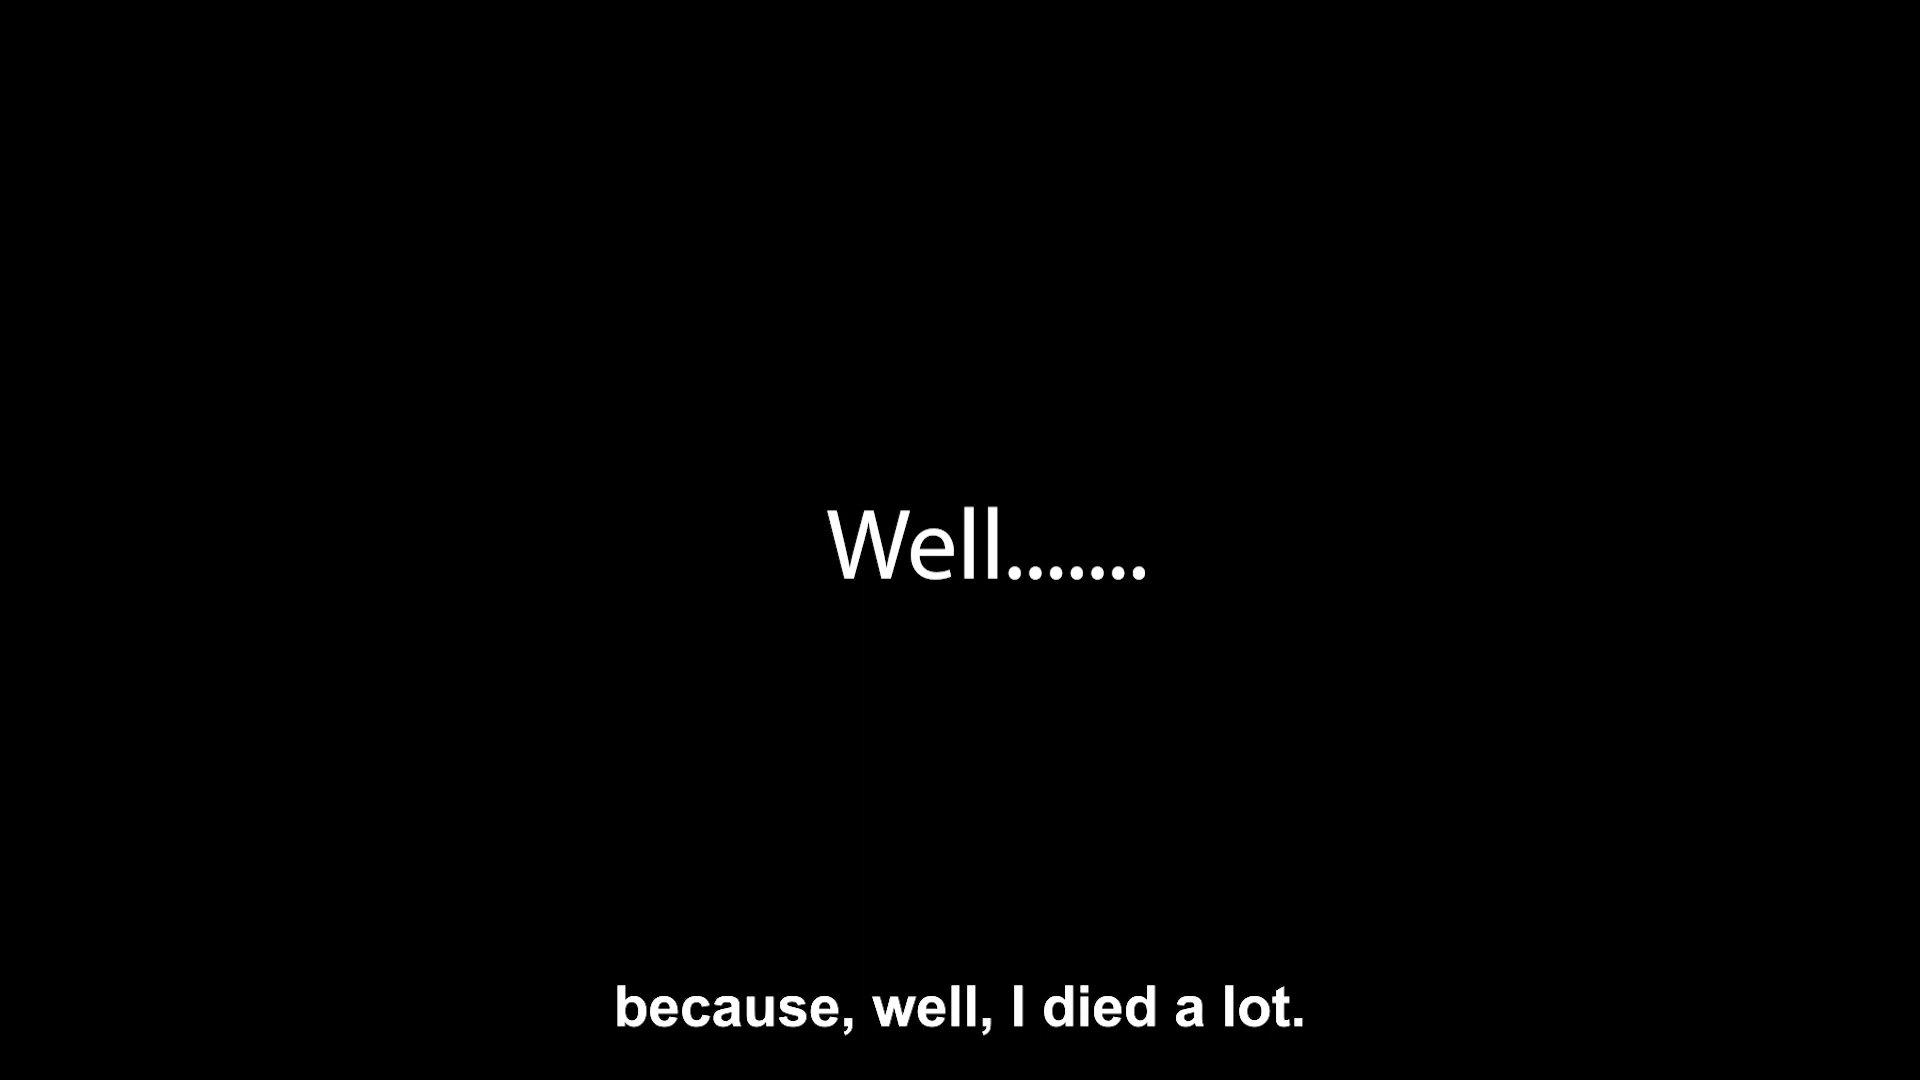 Well.......
because, well, I died a lot.